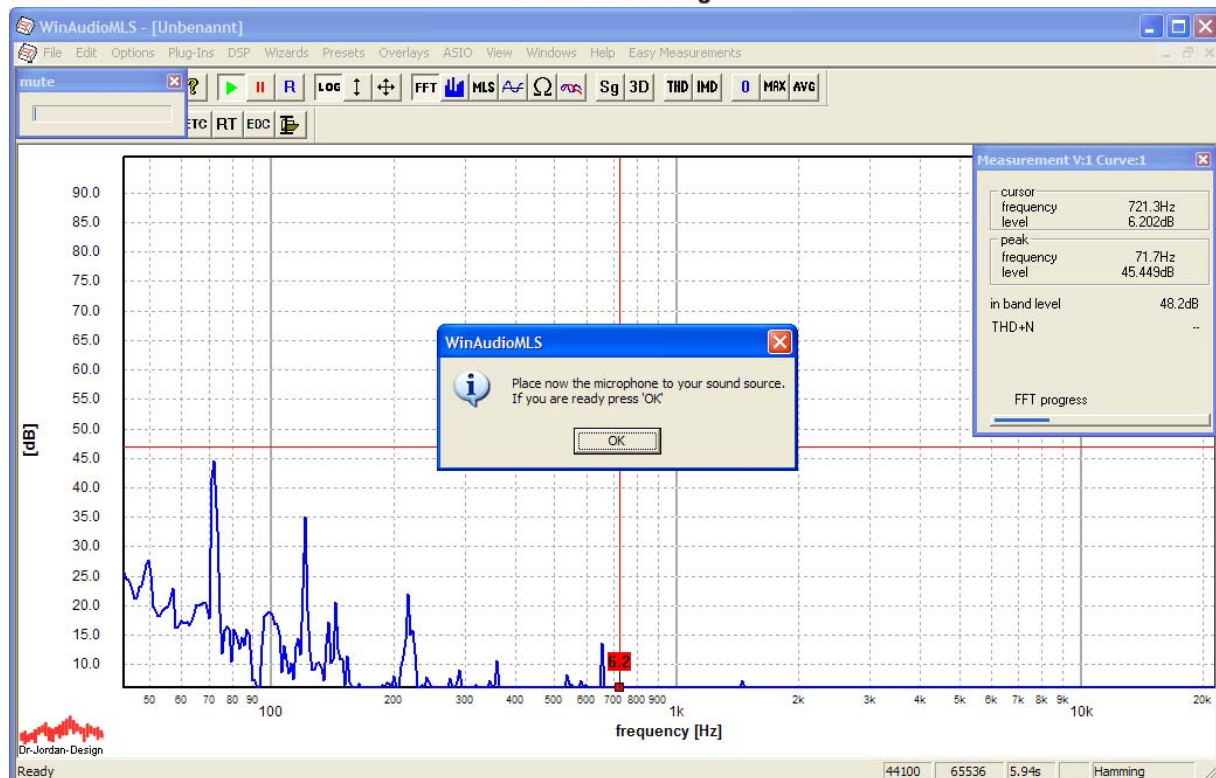 WinAudioMLS - [Unbenannt]
File Edit Options Plug-Ins DSP Wizards Presets Overlays ASIO View Windows Help Easy Measurements
mute
? R LOG FFT MLS Ω Sg 3D THD IMD 0 MAX AVG
ETC RT EDC
Measurement V:1 Curve:1
cursor
frequency 721.3Hz
level 6.202dB
peak
frequency 71.7Hz
level 45.449dB
in band level 48.2dB
THD+N --
FFT progress
WinAudioMLS
Place now the microphone to your sound source.
If you are ready press 'OK'
OK
[dB]
90.0
85.0
80.0
75.0
70.0
65.0
60.0
55.0
50.0
45.0
40.0
35.0
30.0
25.0
20.0
15.0
10.0
6.2
50 60 70 80 90 100 200 300 400 500 600 700 800 900 1k 2k 3k 4k 5k 6k 7k 8k 9k 10k 20k
frequency [Hz]
Dr-Jordan-Design
Ready 44100 65536 5.94s Hamming